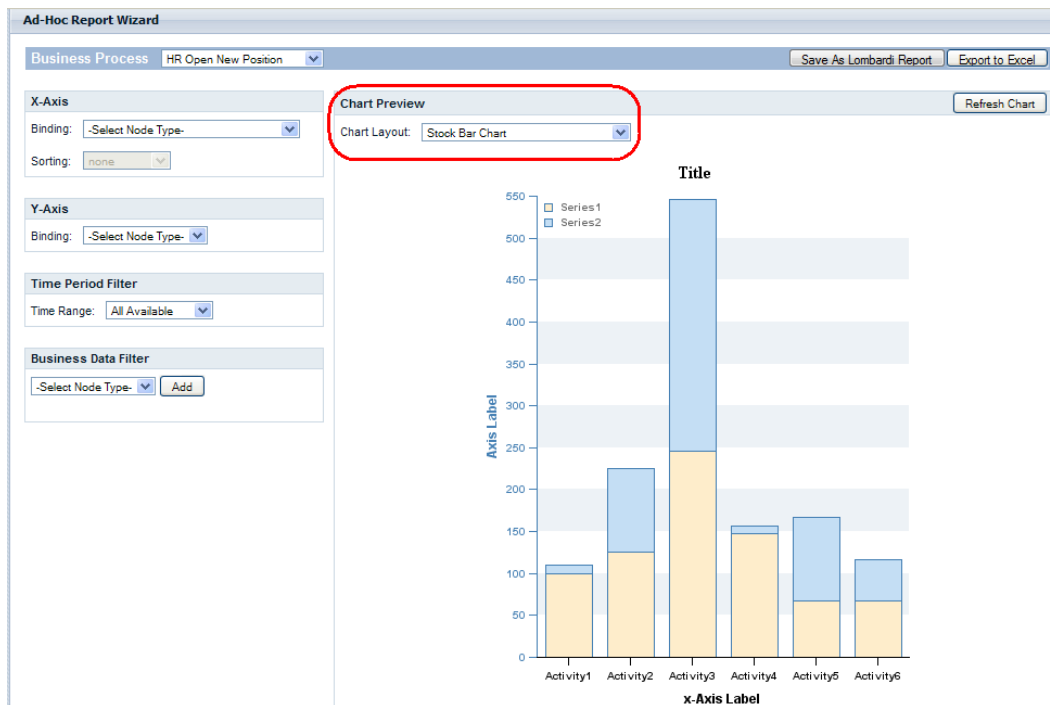 Ad-Hoc Report Wizard
Business Process HR Open New Position Save As Lombardi Report Export to Excel
X-Axis
Binding: -Select Node Type-
Sorting: none
Y-Axis
Binding: -Select Node Type-
Time Period Filter
Time Range: All Available
Business Data Filter
-Select Node Type- Add
Chart Preview Refresh Chart
Chart Layout: Stook Bar Chart
Title
Series1
Series2
550
500
450
400
350
300
250
200
150
100
50
0
Axis Label
Activity1 Activity2 Activity3 Activity4 Activity5 Activity6
x-Axis Label